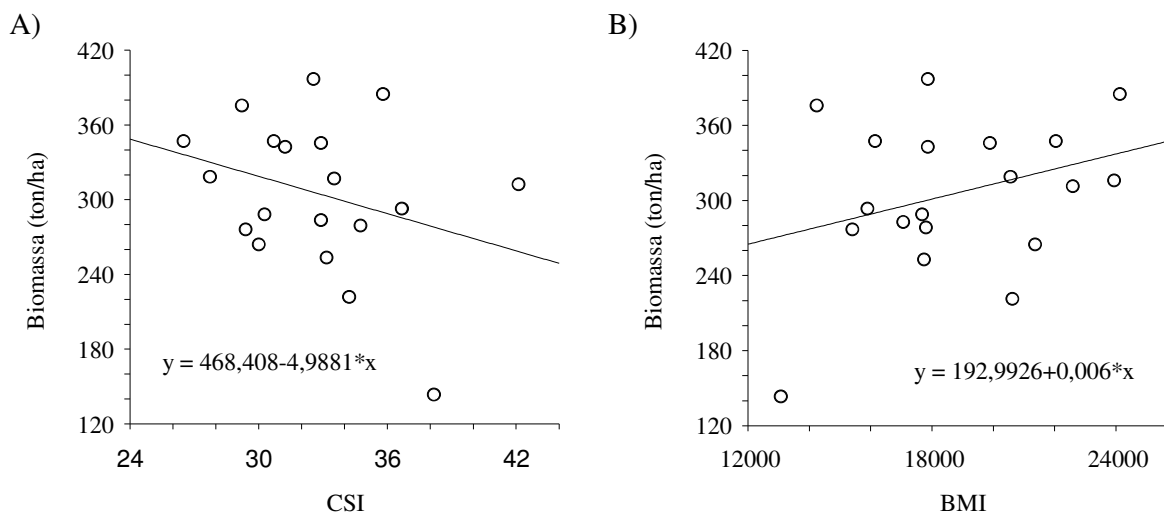 A)
Biomassa (ton/ha)
420
360
300
240
180
120
y = 468,408-4,9881*x
24
30
36
42
CSI
B)
Biomassa (ton/ha)
420
360
300
240
180
120
y = 192,9926+0,006*x
12000
18000
24000
BMI